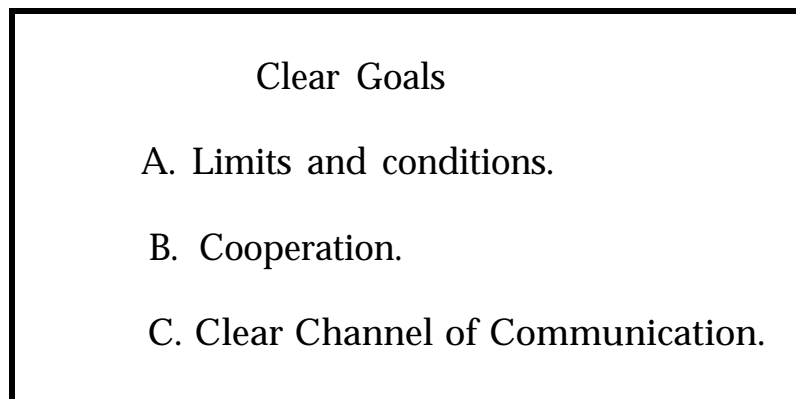 Clear Goals
A. Limits and conditions.
B. Cooperation.
C. Clear Channel of Communication.